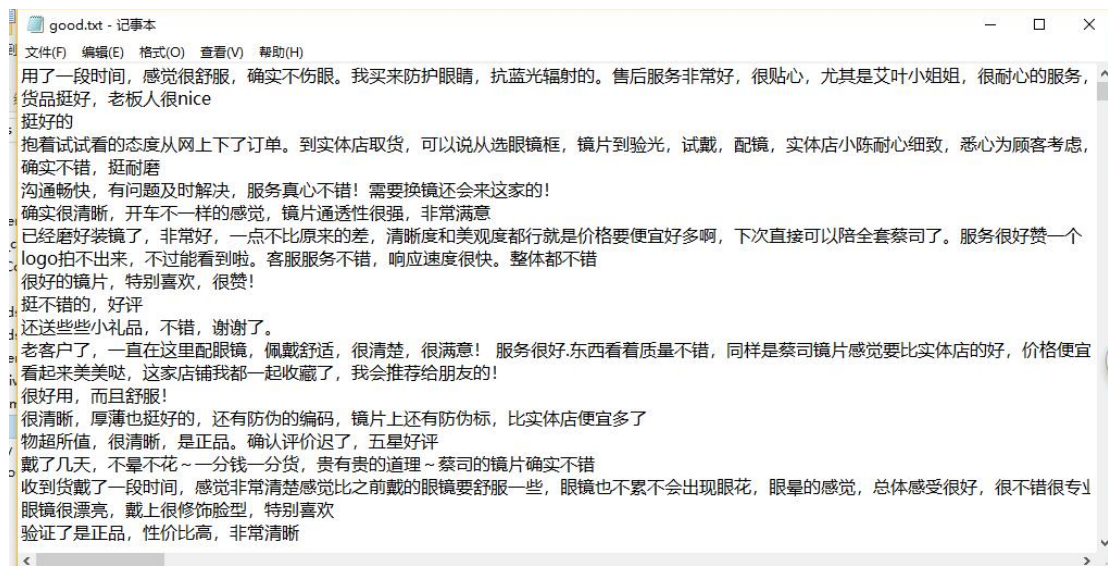 good.txt - 记事本
文件(F) 编辑(E) 格式(O) 查看(V) 帮助(H)
用了一段时间，感觉很舒服，确实不伤眼。我买来防护眼睛，抗蓝光辐射的。售后服务非常好，很贴心，尤其是艾叶小姐姐，很耐心的服务，
货品挺好，老板人很nice
挺好的
抱着试试看的态度从网上下了订单。到实体店取货，可以说从选眼镜框，镜片到验光，试戴，配镜，实体店小陈耐心细致，悉心为顾客考虑，
确实不错，挺耐磨
沟通畅快，有问题及时解决，服务真心不错！需要换镜还会来这家的！
确实很清晰，开车不一样的感觉，镜片通透性很强，非常满意
已经磨好装镜了，非常好，一点不比原来的差，清晰度和美观度都行就是价格要便宜好多啊，下次直接可以陪全套蔡司了。服务很好赞一个
logo拍不出来，不过能看到啦。客服服务不错，响应速度很快。整体都不错
很好的镜片，特别喜欢，很赞！
挺不错的，好评
还送些些小礼品，不错，谢谢了。
老客户了，一直在这里配眼镜，佩戴舒适，很清楚，很满意！ 服务很好.东西看着质量不错，同样是蔡司镜片感觉要比实体店的好，价格便宜
看起来美美哒，这家店铺我都一起收藏了，我会推荐给朋友的！
很好用，而且舒服！
很清晰，厚薄也挺好的，还有防伪的编码，镜片上还有防伪标，比实体店便宜多了
物超所值，很清晰，是正品。确认评价迟了，五星好评
戴了几天，不晕不花～一分钱一分货，贵有贵的道理～蔡司的镜片确实不错
收到货戴了一段时间，感觉非常清楚感觉比之前戴的眼镜要舒服一些，眼镜也不累不会出现眼花，眼晕的感觉，总体感受很好，很不错很专业
眼镜很漂亮，戴上很修饰脸型，特别喜欢
验证了是正品，性价比高，非常清晰